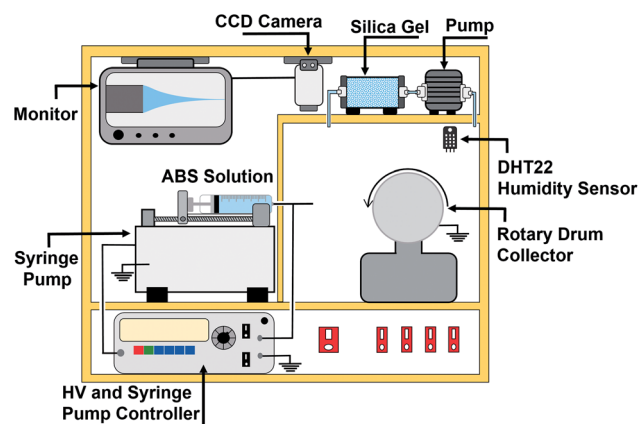 CCD Camera
Silica Gel
Pump
Monitor
ABS Solution
DHT22
Humidity Sensor
Syringe
Pump
Rotary Drum
Collector
HV and Syringe
Pump Controller